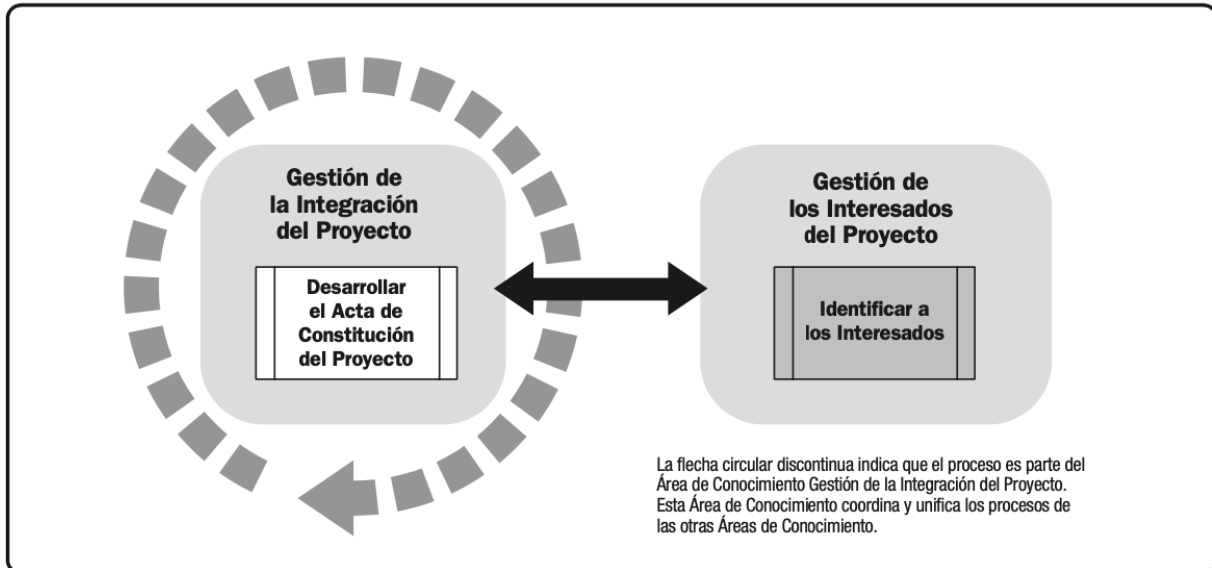 Gestión de
la Integración
del Proyecto
Desarrollar
el Acta de
Constitución
del Proyecto
Gestión de
los Interesados
del Proyecto
Identificar a
los Interesados
La flecha circular discontinua indica que el proceso es parte del
Área de Conocimiento Gestión de la Integración del Proyecto.
Esta Área de Conocimiento coordina y unifica los procesos de
las otras Áreas de Conocimiento.